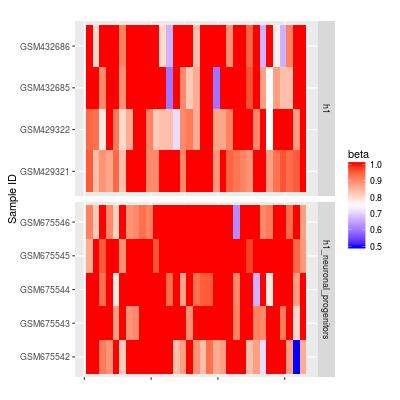 Sample ID
GSM432686
GSM432685
GSM429322
GSM429321
h1
GSM675546
GSM675545
GSM675544
GSM675543
GSM675542
h1_neuronal_progenitors
beta
1.0
0.9
0.8
0.7
0.6
0.5